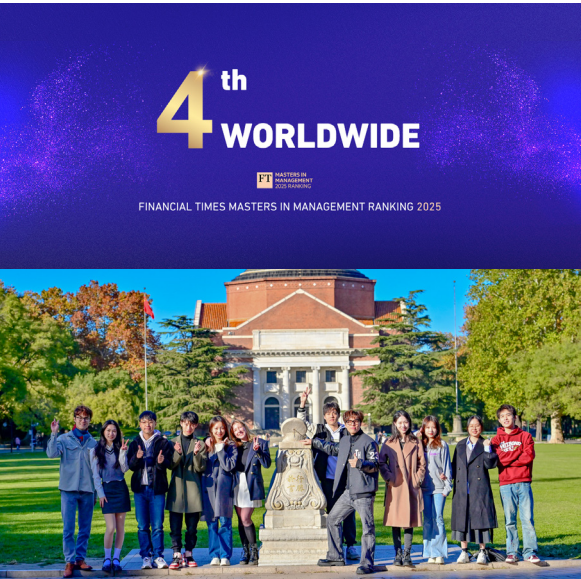 4th
WORLDWIDE
FT
MASTERS IN
MANAGEMENT
2025 RANKING
FINANCIAL TIMES MASTERS IN MANAGEMENT RANKING 2025